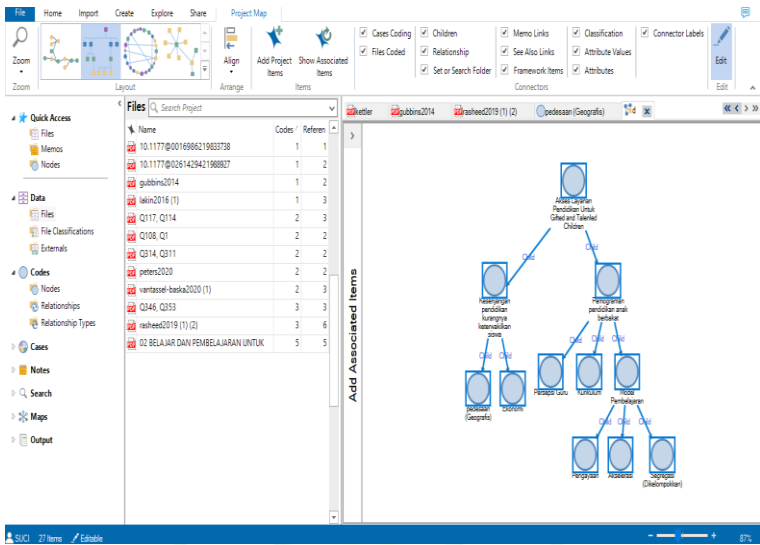 File Home Import Create Explore Share Project Map
Zoom
Zoom
Layout
Align
Arrange
Add Project Items
Show Associated Items
Items
Cases Coding
Files Coded
Children
Relationship
Set or Search Folder
Memo Links
See Also Links
Framework Items
Classification
Attribute Values
Attributes
Connector Labels
Connectors
Edit
Edit
Quick Access
Files
Memos
Nodes
Data
Files
File Classifications
Externals
Codes
Nodes
Relationships
Relationship Types
Cases
Notes
Search
Maps
Output
Files Search Project
Name Codes Referen
10.1177@0016986219833738 1 1
10.1177@0261429421988927 1 2
gubbins2014 1 2
lakin2016 (1) 1 3
Q117, Q114 2 3
Q108, Q1 2 2
Q314, Q311 2 2
peters2020 2 2
vantassel-baska2020 (1) 2 3
Q346, Q353 3 3
rasheed2019 (1) (2) 3 6
02 BELAJAR DAN PEMBELAJARAN UNTUK 5 5
kettler gubbins2014 rasheed2019 (1) (2) pedesaan (Geografis)
Add Associated Items
Akses Layanan
Pendidikan Untuk
Gifted and Talented
Children
Child
Child
Kesenjangan
pendidikan
kurangnya
keterwakilkan
siswa
Pemograman
pendidikan anak
berbakat
Child Child
Child Child Child
pedesaan
(Geografis)
Ekonomi
Persepsi Guru
Kurikulum
Model
Pembelajaran
Child Child Child
Pengayaan
Akselerasi
Segregasi
(Dikelompokkan)
SUCI 27 Items Editable
87%